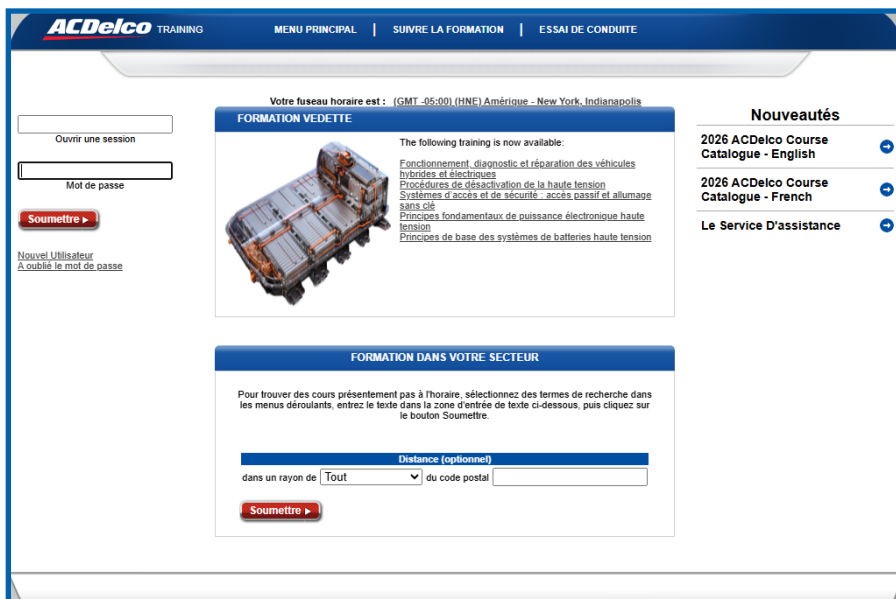 ACDelco TRAINING
MENU PRINCIPAL | SUIVRE LA FORMATION | ESSAI DE CONDUITE
Votre fuseau horaire est : (GMT -05:00) (HNE) Amérique - New York, Indianapolis
Ouvrir une session
Mot de passe
Soumettre
Nouvel Utilisateur
A oublié le mot de passe
FORMATION VEDETTE
The following training is now available:
Fonctionnement, diagnostic et réparation des véhicules
hybrides et électriques
Procédures de désactivation de la haute tension
Systèmes d'accès et de sécurité : accès passif et allumage
sans clé
Principes fondamentaux de puissance électronique haute
tension
Principes de base des systèmes de batteries haute tension
FORMATION DANS VOTRE SECTEUR
Pour trouver des cours présentement pas à l'horaire, sélectionnez des termes de recherche dans
les menus déroulants, entrez le texte dans la zone d'entrée de texte ci-dessous, puis cliquez sur
le bouton Soumettre.
Distance (optionnel)
dans un rayon de Tout du code postal
Soumettre
Nouveautés
2026 ACDelco Course
Catalogue - English
2026 ACDelco Course
Catalogue - French
Le Service D'assistance